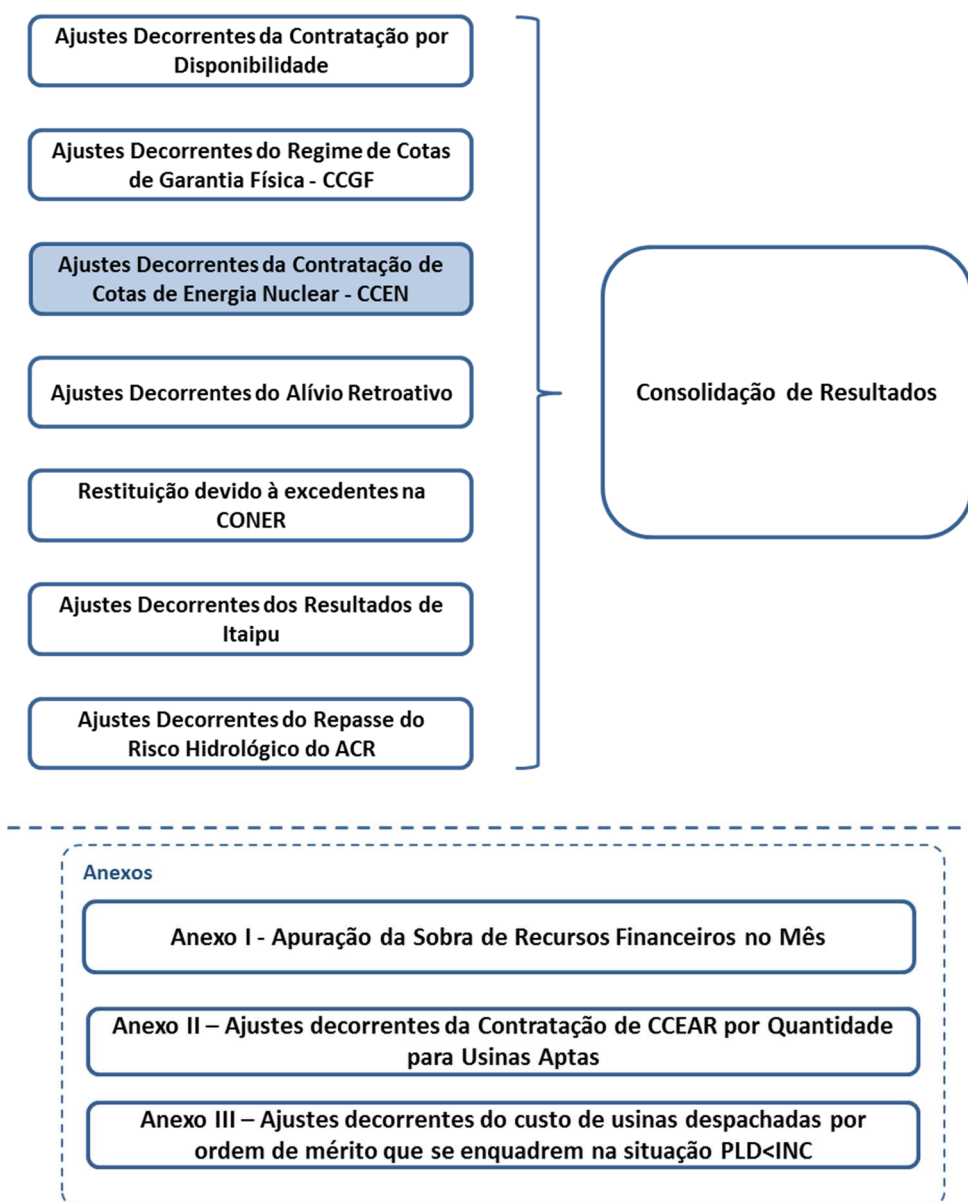 Ajustes Decorrentes da Contratação por
Disponibilidade
Ajustes Decorrentes do Regime de Cotas
de Garantia Física - CCGF
Ajustes Decorrentes da Contratação de
Cotas de Energia Nuclear - CCEN
Ajustes Decorrentes do Alívio Retroativo
Restituição devido à excedentes na
CONER
Ajustes Decorrentes dos Resultados de
Itaipu
Ajustes Decorrentes do Repasse do
Risco Hidrológico do ACR
Consolidação de Resultados
Anexos
Anexo I - Apuração da Sobra de Recursos Financeiros no Mês
Anexo II – Ajustes decorrentes da Contratação de CCEAR por Quantidade
para Usinas Aptas
Anexo III – Ajustes decorrentes do custo de usinas despachadas por
ordem de mérito que se enquadrem na situação PLD<INC